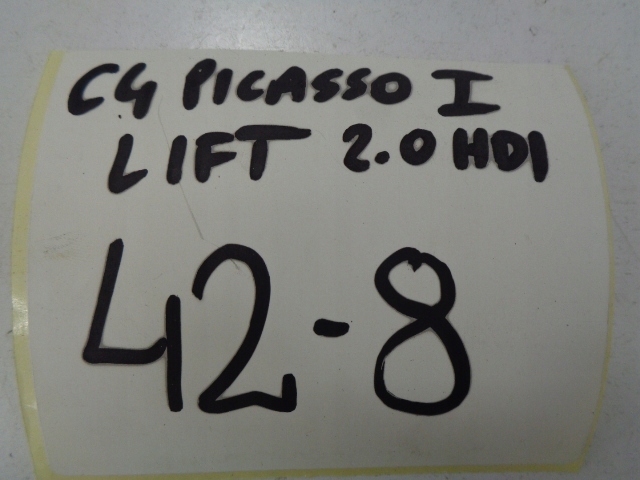 C4 PICASSO I
LIFT 2.0 HDI
42-8